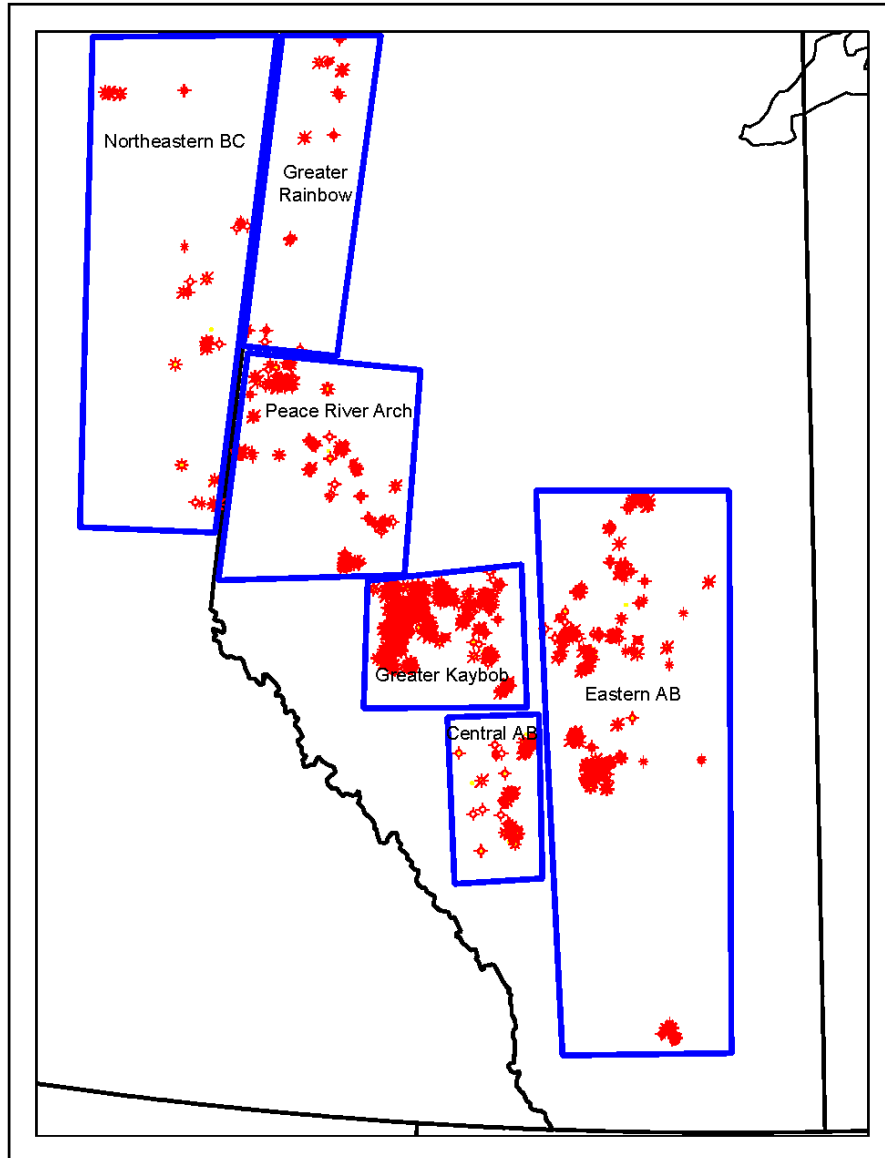 Northeastern BC
Greater
Rainbow
Peace River Arch
Greater Kaybob
Eastern AB
Central AB